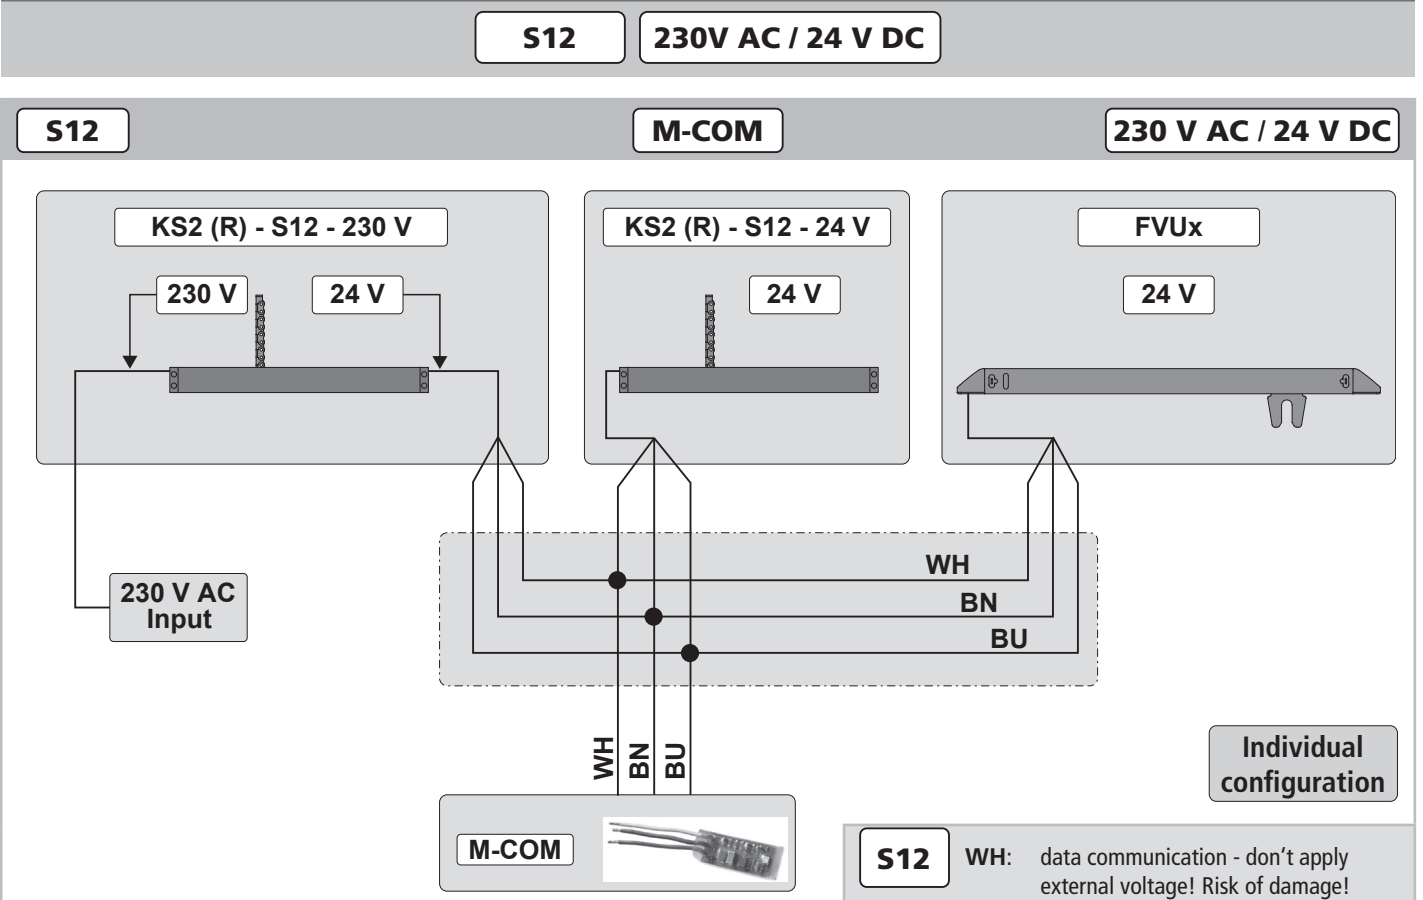 S12
230V AC / 24 V DC
S12
M-COM
230 V AC / 24 V DC
KS2 (R) - S12 - 230 V
230 V
24 V
KS2 (R) - S12 - 24 V
24 V
FVUx
24 V
230 V AC
Input
WH
BN
BU
WH
BN
BU
M-COM
Individual
configuration
S12
WH: data communication - don't apply
external voltage! Risk of damage!